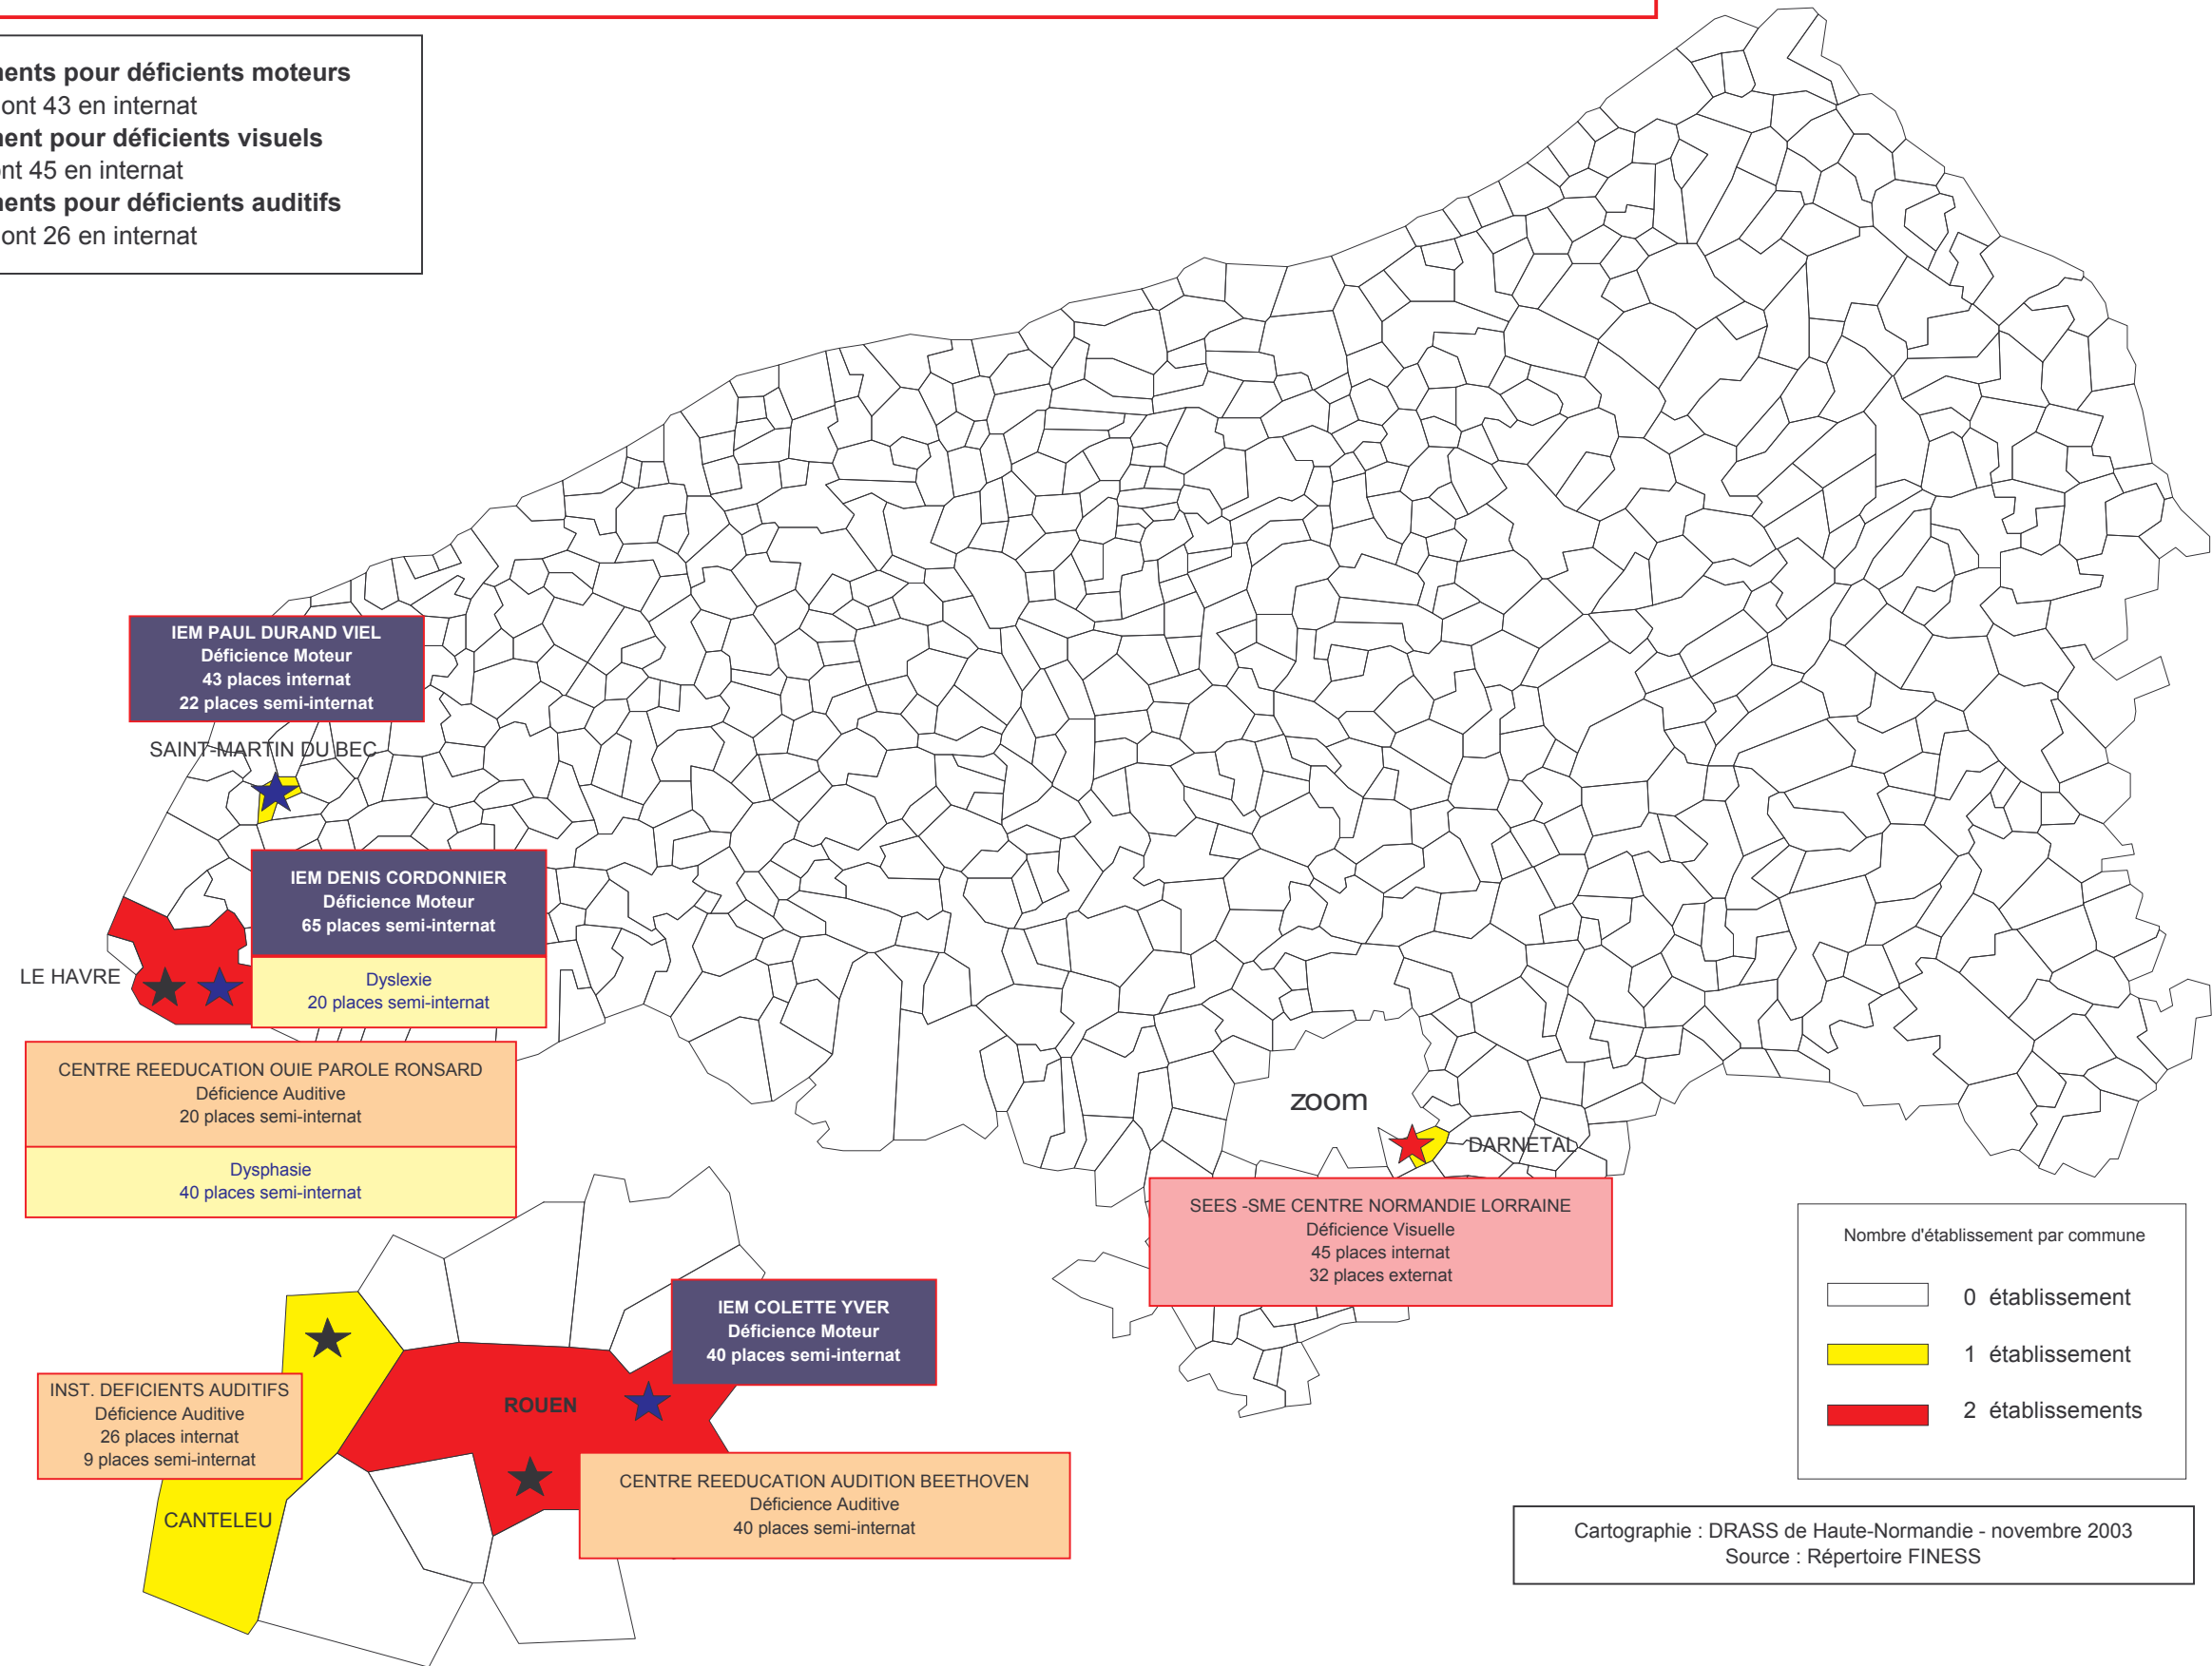 pour déficients moteurs
43 en internat
pour déficients visuels
45 en internat
pour déficients auditifs
26 en internat
IEM PAUL DURAND VIEL
Déficience Moteur
43 places internat
22 places semi-internat
SAINT-MARTIN DU BEC
IEM DENIS CORDONNIER
Déficience Moteur
65 places semi-internat
Dyslexie
20 places semi-internat
LE HAVRE
CENTRE REEDUCATION OUIE PAROLE RONSARD
Déficience Auditive
20 places semi-internat
Dysphasie
40 places semi-internat
zoom
DARNETAL
SEES -SME CENTRE NORMANDIE LORRAINE
Déficience Visuelle
45 places internat
32 places externat
IEM COLETTE YVER
Déficience Moteur
40 places semi-internat
INST. DEFICIENTS AUDITIFS
Déficience Auditive
26 places internat
9 places semi-internat
ROUEN
CENTRE REEDUCATION AUDITION BEETHOVEN
Déficience Auditive
40 places semi-internat
CANTELEU
Nombre d'établissement par commune
0 établissement
1 établissement
2 établissements
Cartographie : DRASS de Haute-Normandie - novembre 2003
Source : Répertoire FINESS